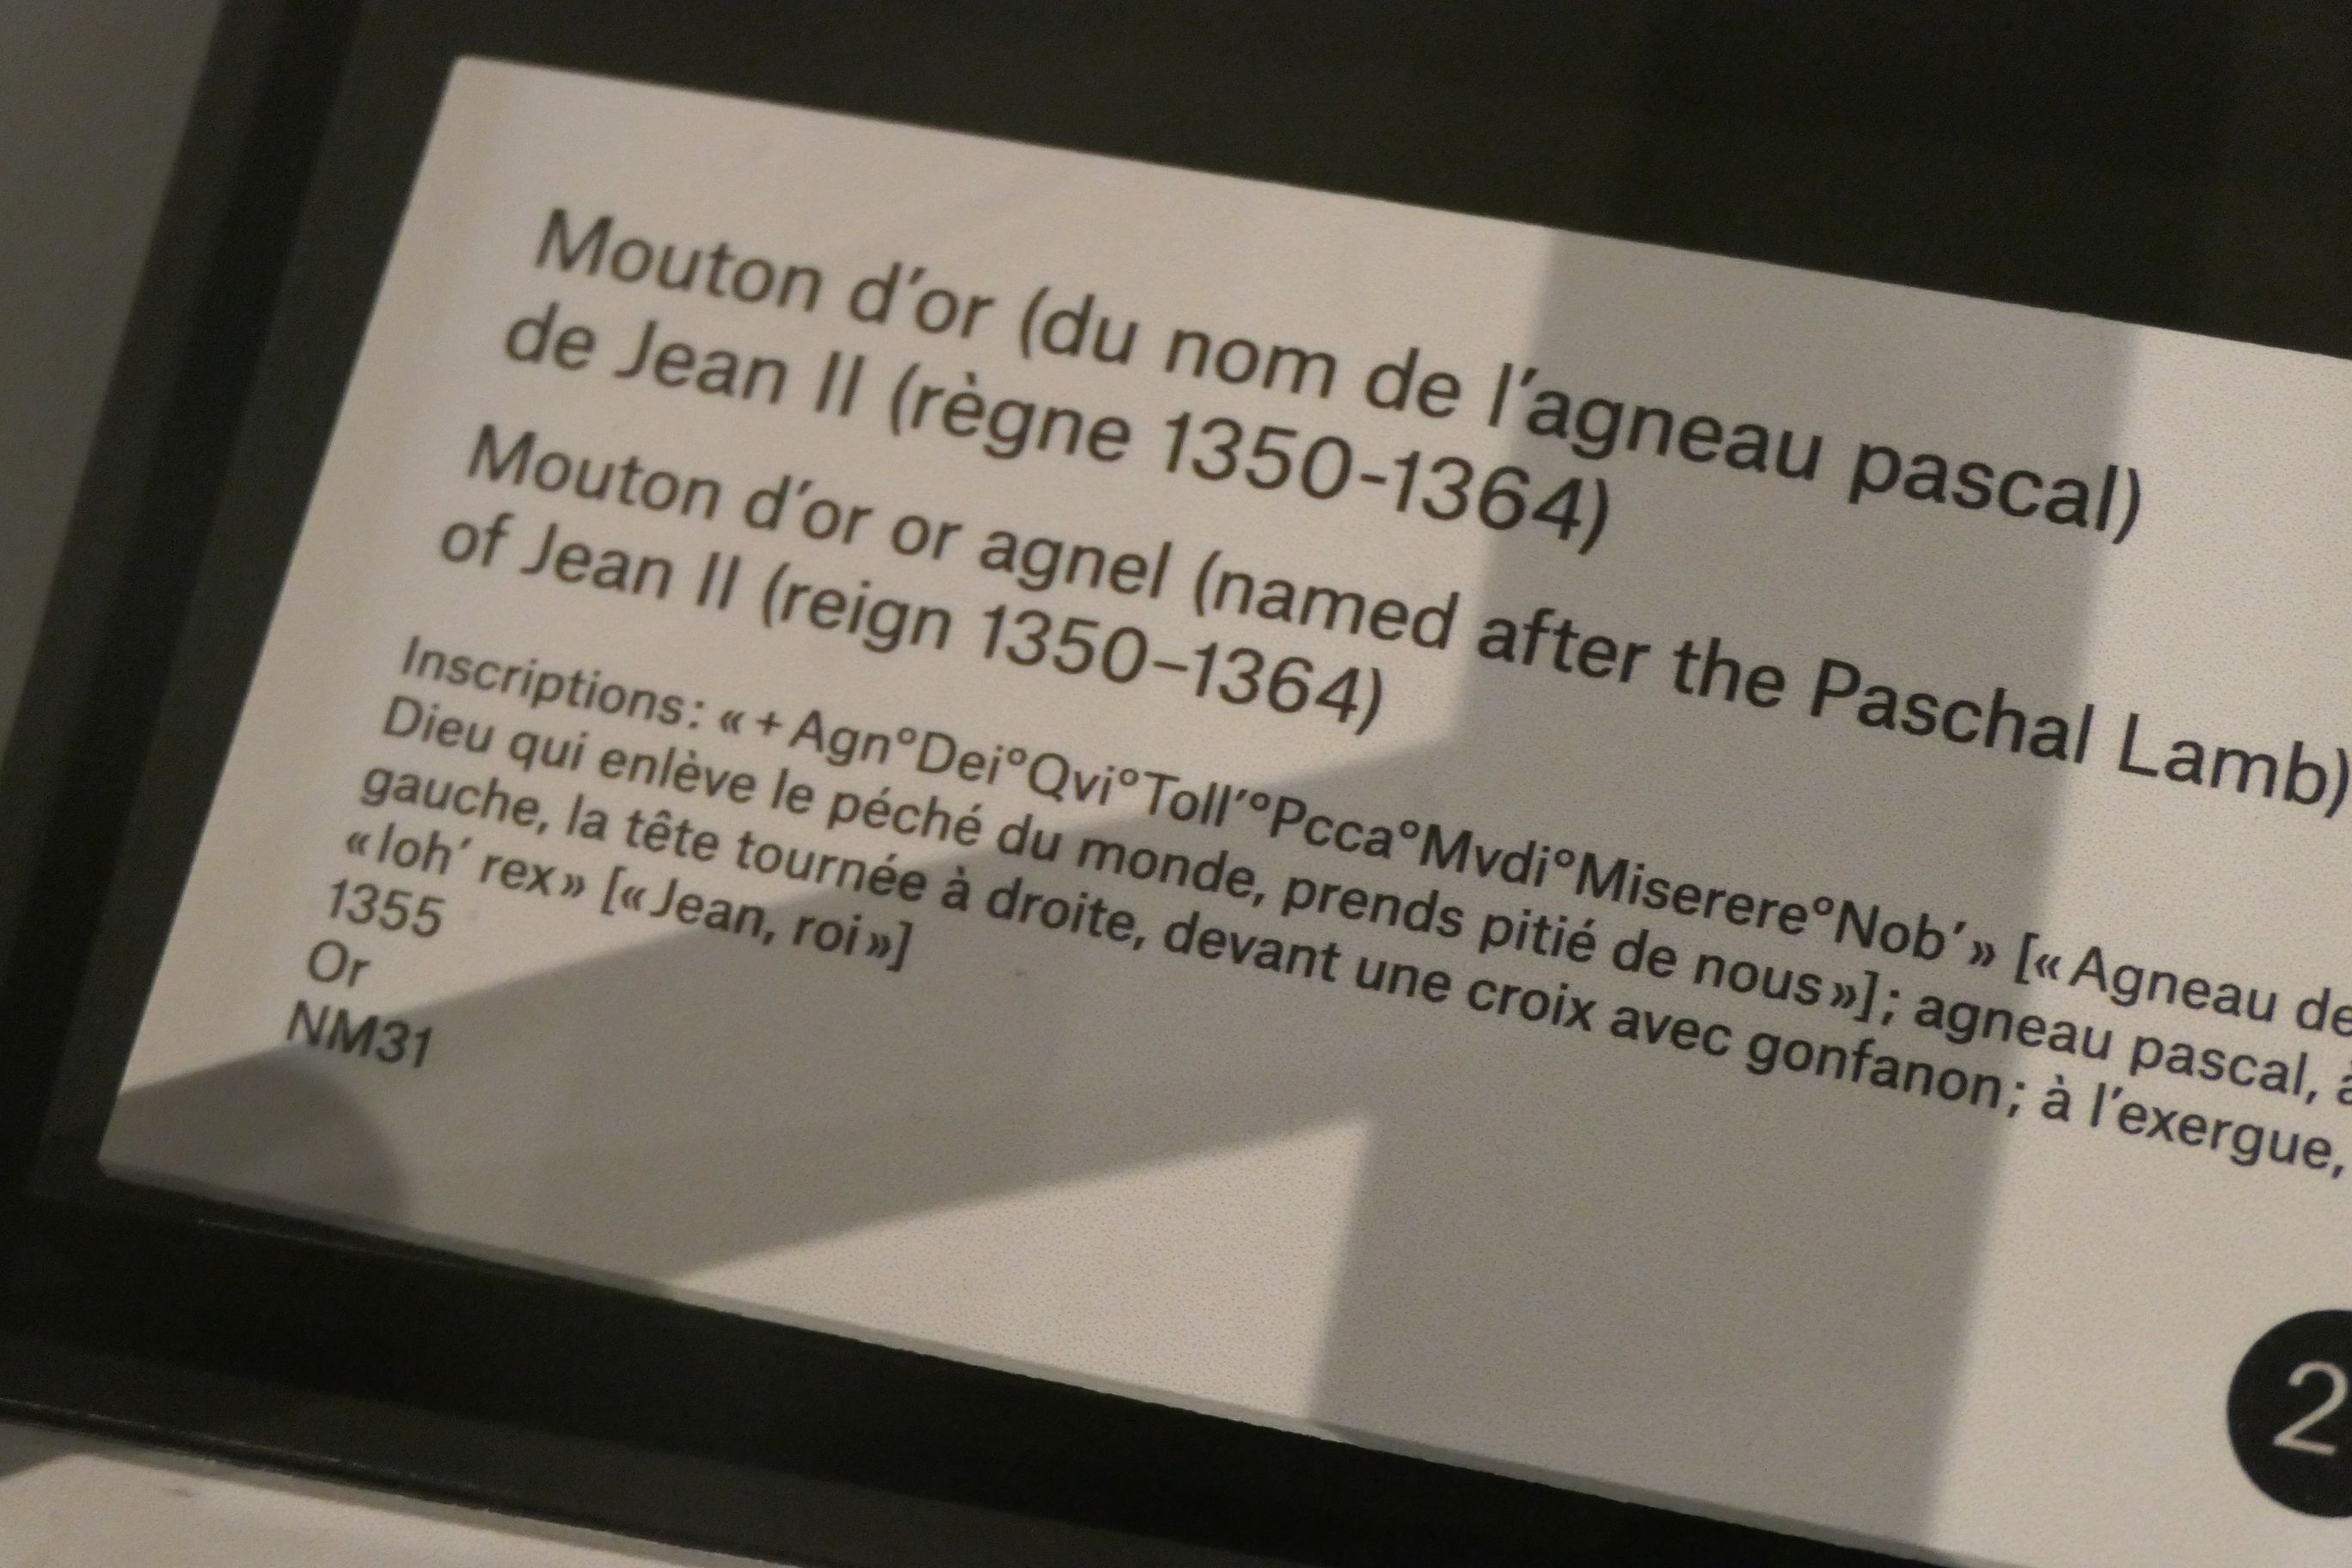 Mouton d'or (du nom de l'agneau pascal)
de Jean II (règne 1350-1364)
Mouton d'or or agnel (named after the Paschal Lamb)
of Jean II (reign 1350–1364)
Inscriptions : « + Agn°Dei°Qvi°Toll'°Pcca°Mvdi°Miserere°Nob' » [« Agneau de
Dieu qui enlève le péché du monde, prends pitié de nous »] ; agneau pascal, à
gauche, la tête tournée à droite, devant une croix avec gonfanon ; à l'exergue,
« Ioh' rex » [« Jean, roi »]
1355
Or
NM31
2